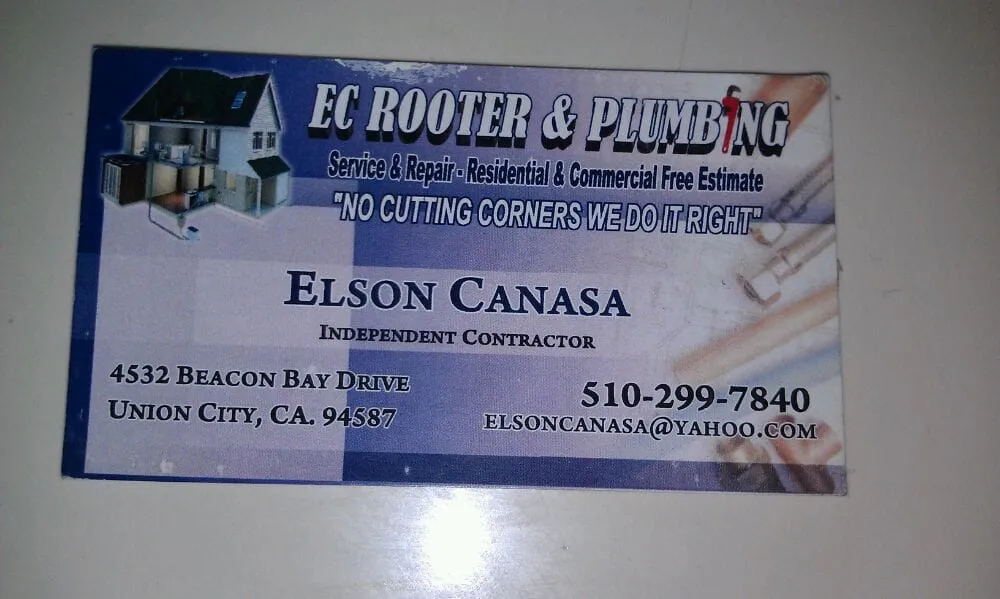 EC ROOTER & PLUMBING
Service & Repair - Residential & Commercial Free Estimate
"NO CUTTING CORNERS WE DO IT RIGHT"
ELSON CANASA
INDEPENDENT CONTRACTOR
4532 BEACON BAY DRIVE
UNION CITY, CA. 94587
510-299-7840
ELSONCANASA@YAHOO.COM